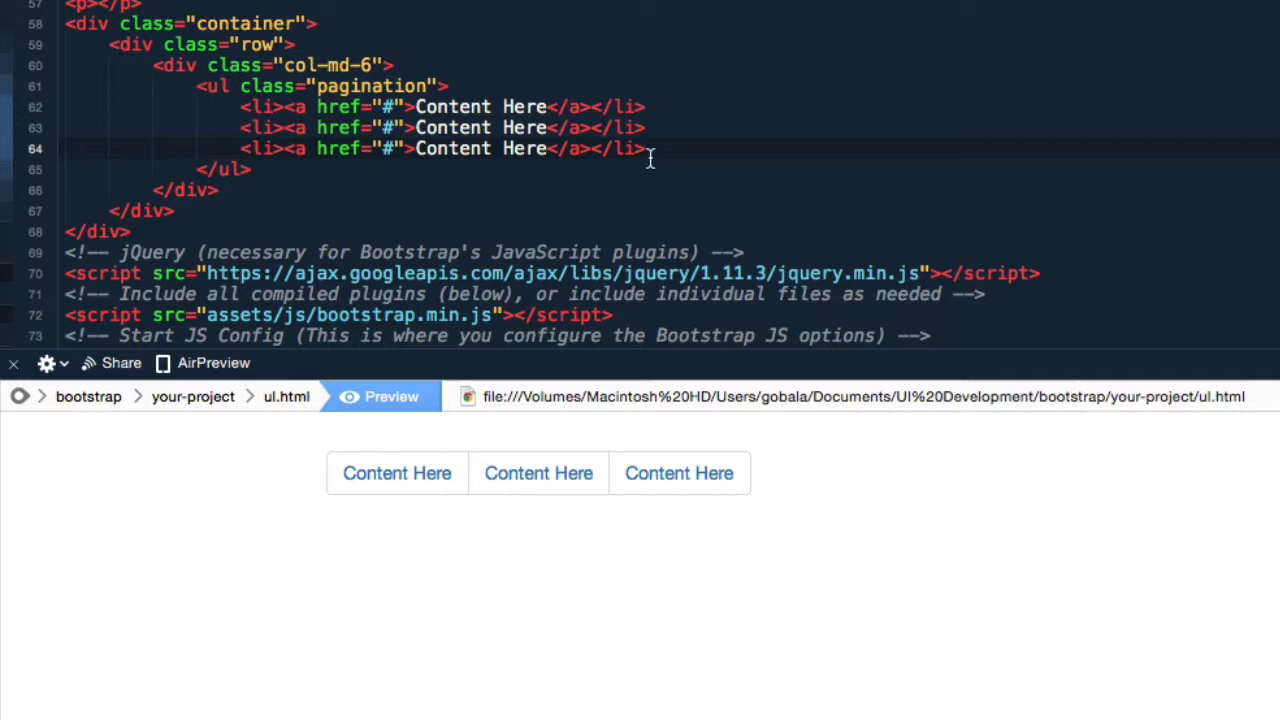 57 <p></p>
58 <div class="container">
59 <div class="row">
60 <div class="col-md-6">
61 <ul class="pagination">
62 <li><a href="#">Content Here</a></li>
63 <li><a href="#">Content Here</a></li>
64 <li><a href="#">Content Here</a></li>
65 </ul>
66 </div>
67 </div>
68 </div>
69 <!-- jQuery (necessary for Bootstrap's JavaScript plugins) -->
70 <script src="https://ajax.googleapis.com/ajax/libs/jquery/1.11.3/jquery.min.js"></script>
71 <!-- Include all compiled plugins (below), or include individual files as needed -->
72 <script src="assets/js/bootstrap.min.js"></script>
73 <!-- Start JS Config (This is where you configure the Bootstrap JS options) -->
Share AirPreview
bootstrap your-project ul.html Preview file:///Volumes/Macintosh%20HD/Users/gobala/Documents/UI%20Development/bootstrap/your-project/ul.html
Content Here Content Here Content Here